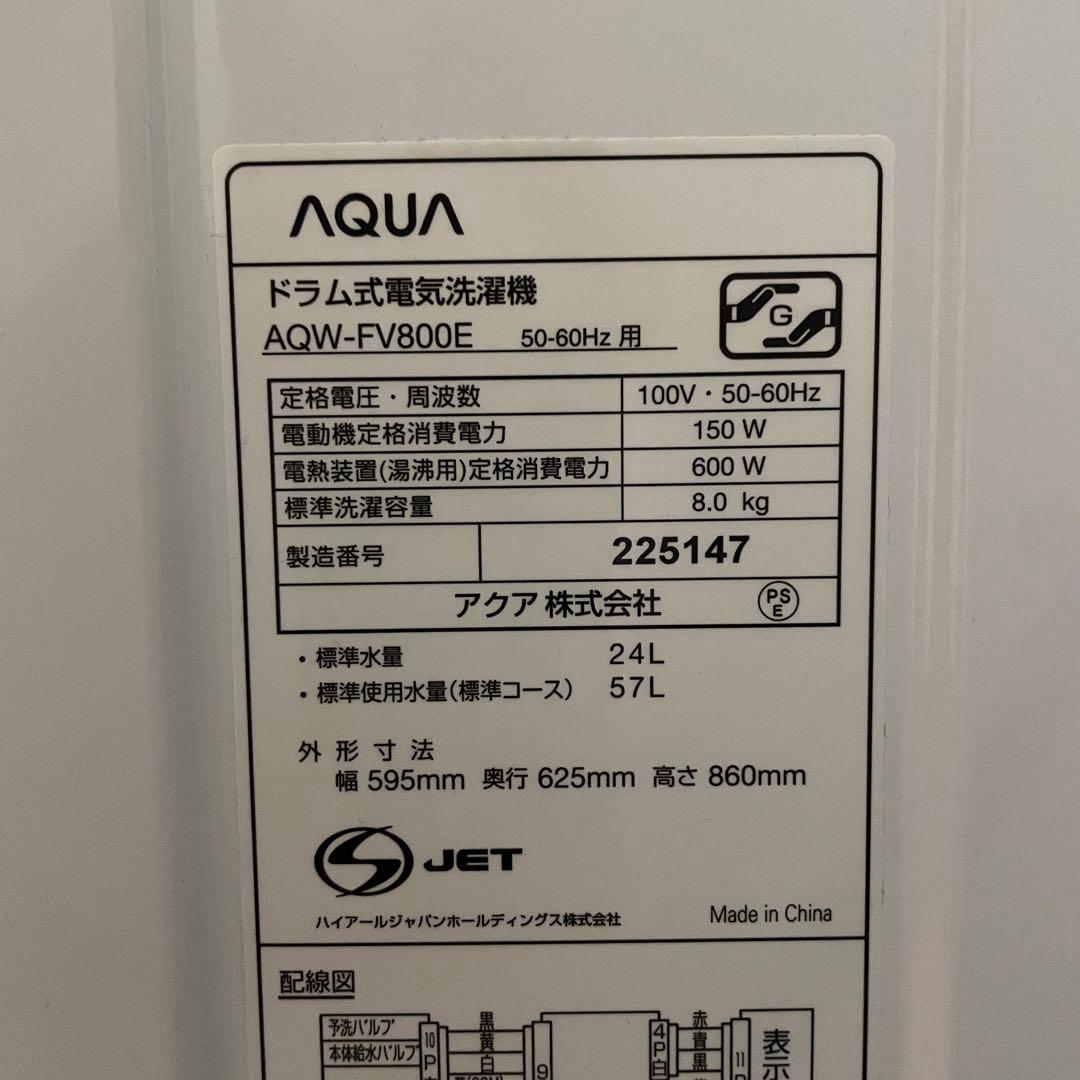 AQUA
ドラム式電気洗濯機
AQW-FV800E 50-60Hz 用
G
定格電圧・周波数 100V・50-60Hz
電動機定格消費電力 150 W
電熱装置(湯沸用)定格消費電力 600 W
標準洗濯容量 8.0 kg
製造番号 225147
アクア 株式会社 PSE
・標準水量 24L
・標準使用水量(標準コース) 57L
外形寸法
幅 595mm 奥行 625mm 高さ 860mm
JET
ハイアールジャパンホールディングス株式会社 Made in China
配線図
予洗バルブ 10P 黒 4P白 赤 表示
本体給水バルブ 黄 9 青 11
白 黒